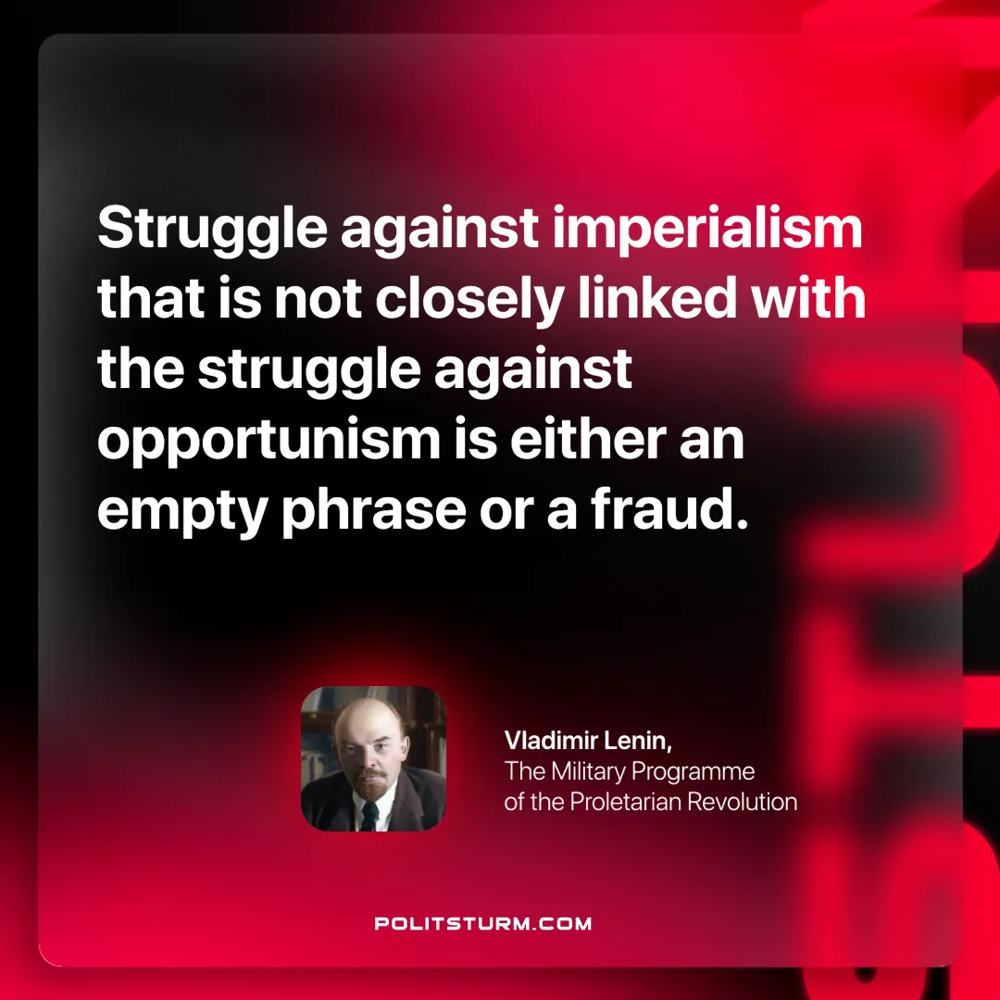 Struggle against imperialism
that is not closely linked with
the struggle against
opportunism is either an
empty phrase or a fraud.
Vladimir Lenin,
The Military Programme
of the Proletarian Revolution
POLITSTURM.COM